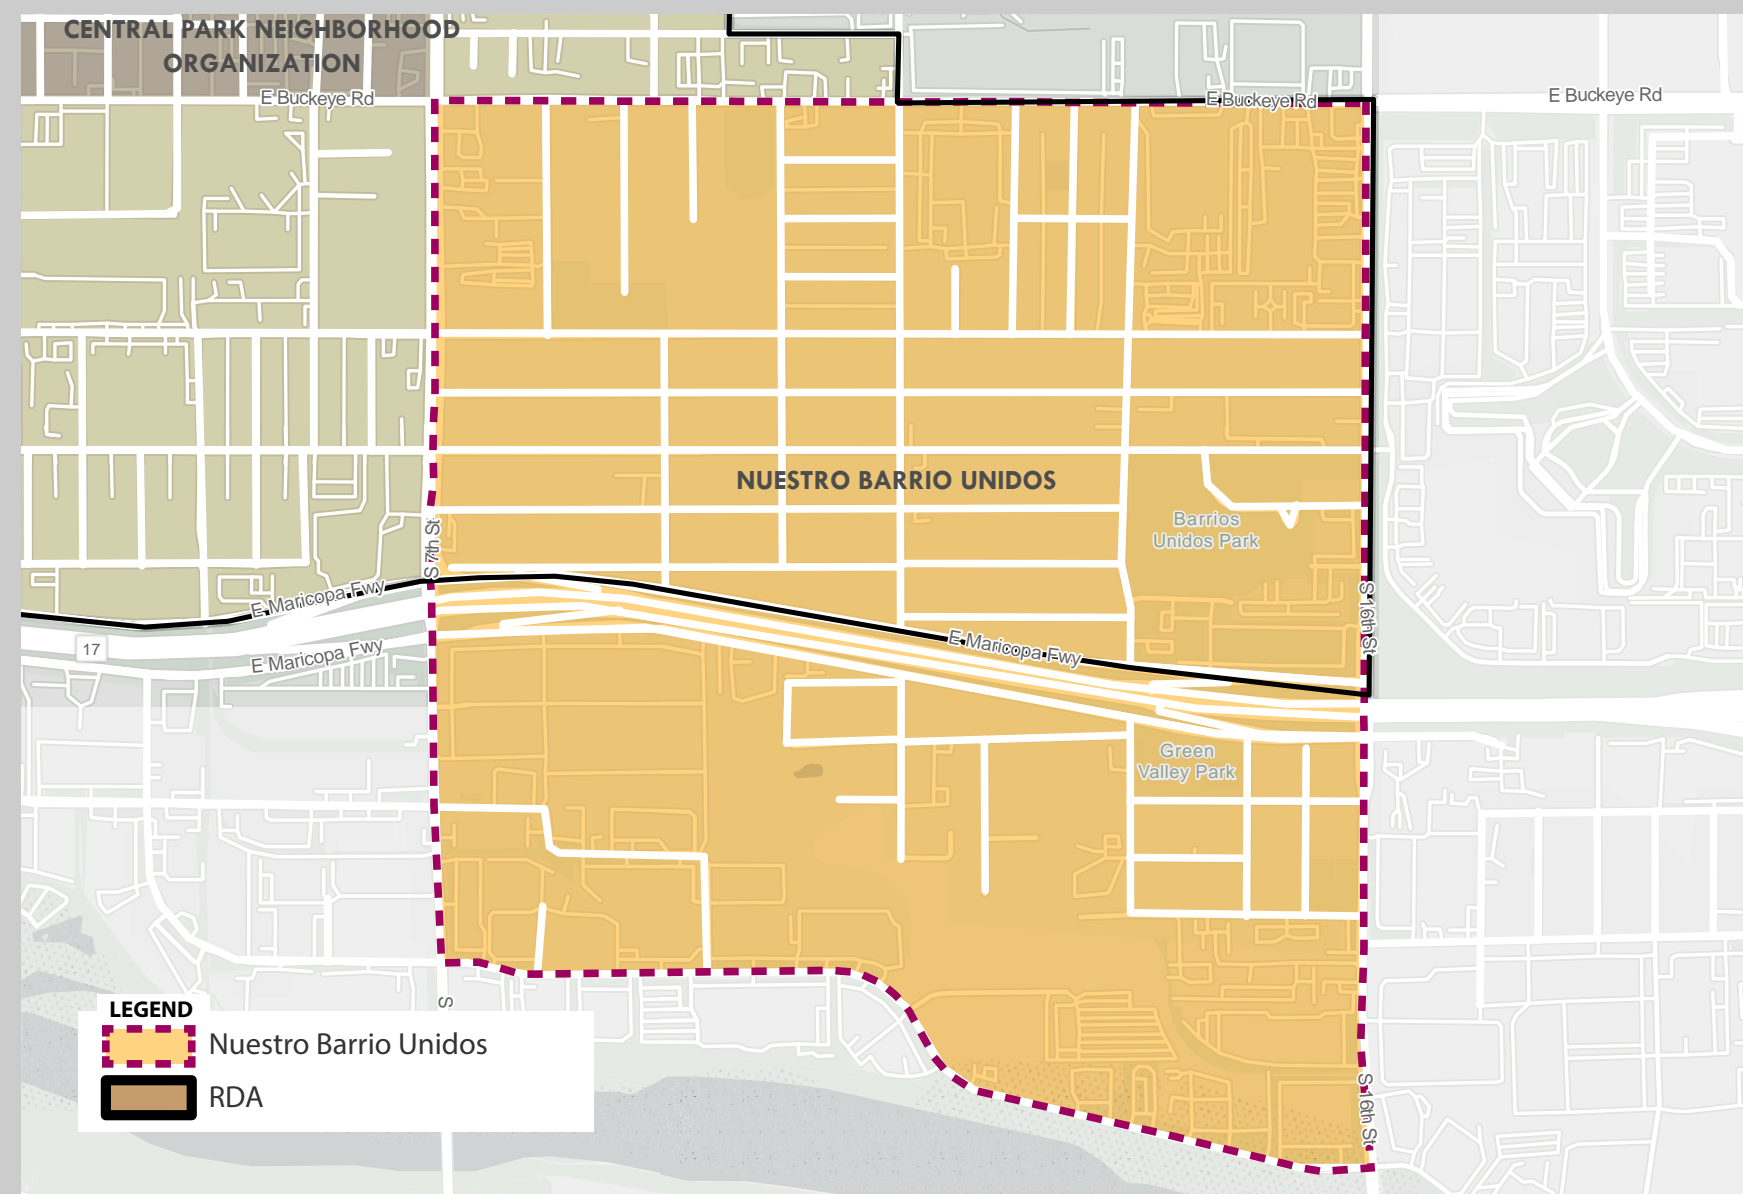 CENTRAL PARK NEIGHBORHOOD
ORGANIZATION
E Buckeye Rd
E Buckeye Rd
E Buckeye Rd
NUESTRO BARRIO UNIDOS
Barrios
Unidos Park
S 7th St
E Maricopa Fwy
S 16th St
17
E Maricopa Fwy
E Maricopa Fwy
Green
Valley Park
S
LEGEND
Nuestro Barrio Unidos
RDA
S 16th St